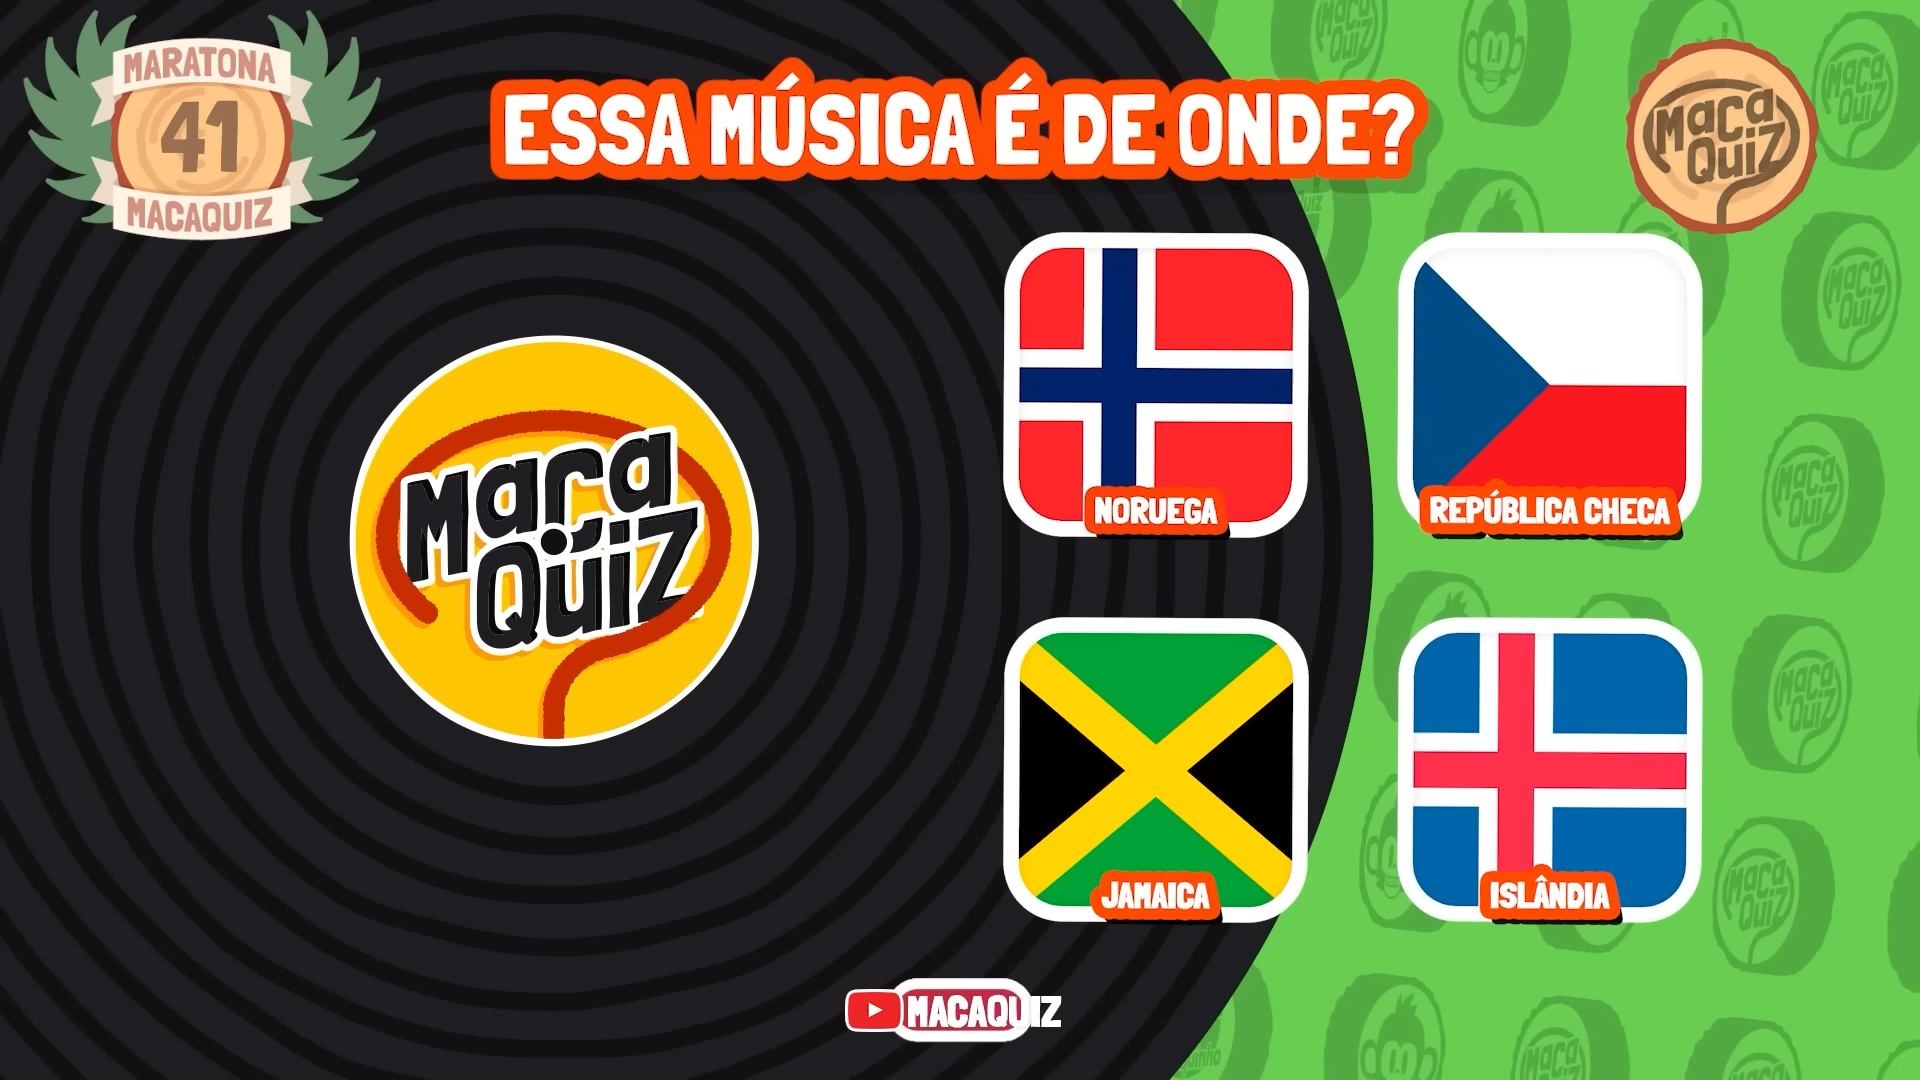 MARATONA
41
MACAQUIZ
ESSA MÚSICA É DE ONDE?
Maca
Quiz
Maca
Quiz
NORUEGA
REPÚBLICA CHECA
JAMAICA
ISLÂNDIA
MACAQUIZ